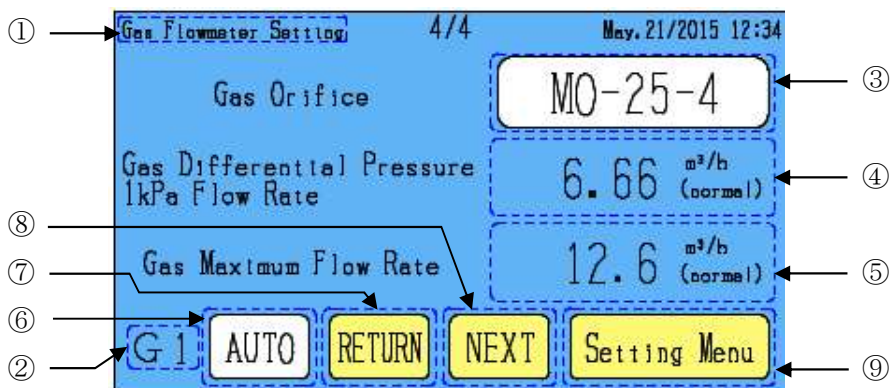 ① Gas Flowmeter Setting 4/4 May.21/2015 12:34
Gas Orifice MO-25-4 ③
Gas Differential Pressure
1kPa Flow Rate 6.66 m³/h (normal) ④
⑧
⑦ Gas Maximum Flow Rate 12.6 m³/h (normal) ⑤
⑥
② G1 AUTO RETURN NEXT Setting Menu ⑨